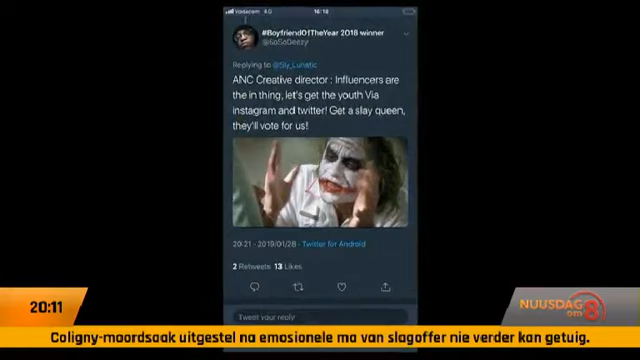 Vodacom 4G
16:18
#BoyfriendOfTheYear 2018 winner
@SoSoGeezy
Replying to @Sly_Lunatic
ANC Creative director : Influencers are
the in thing, let's get the youth Via
instagram and twitter! Get a slay queen,
they'll vote for us!
20:21 - 2019/01/28 - Twitter for Android
2 Retweets 13 Likes
Tweet your reply
20:11
NUUSDAG
om 8
Coligny-moordsaak uitgestel na emosionele ma van slagoffer nie verder kan getuig.